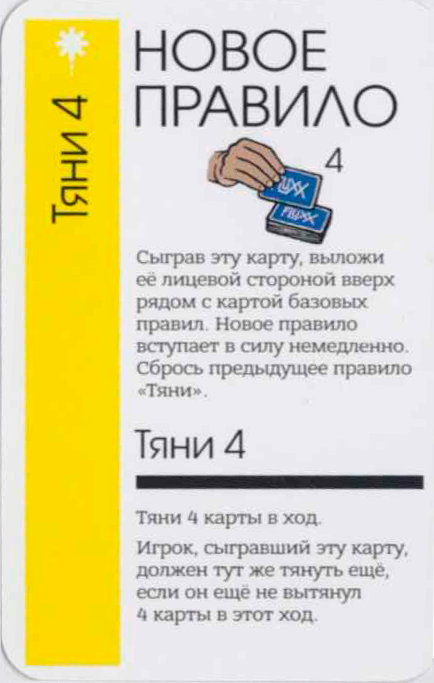 Тяни 4
НОВОЕ
ПРАВИЛО
4
FLUXX
FLUXX
Сыграв эту карту, выложи
её лицевой стороной вверх
рядом с картой базовых
правил. Новое правило
вступает в силу немедленно.
Сбрось предыдущее правило
«Тяни».
Тяни 4
Тяни 4 карты в ход.
Игрок, сыгравший эту карту,
должен тут же тянуть ещё,
если он ещё не вытянул
4 карты в этот ход.